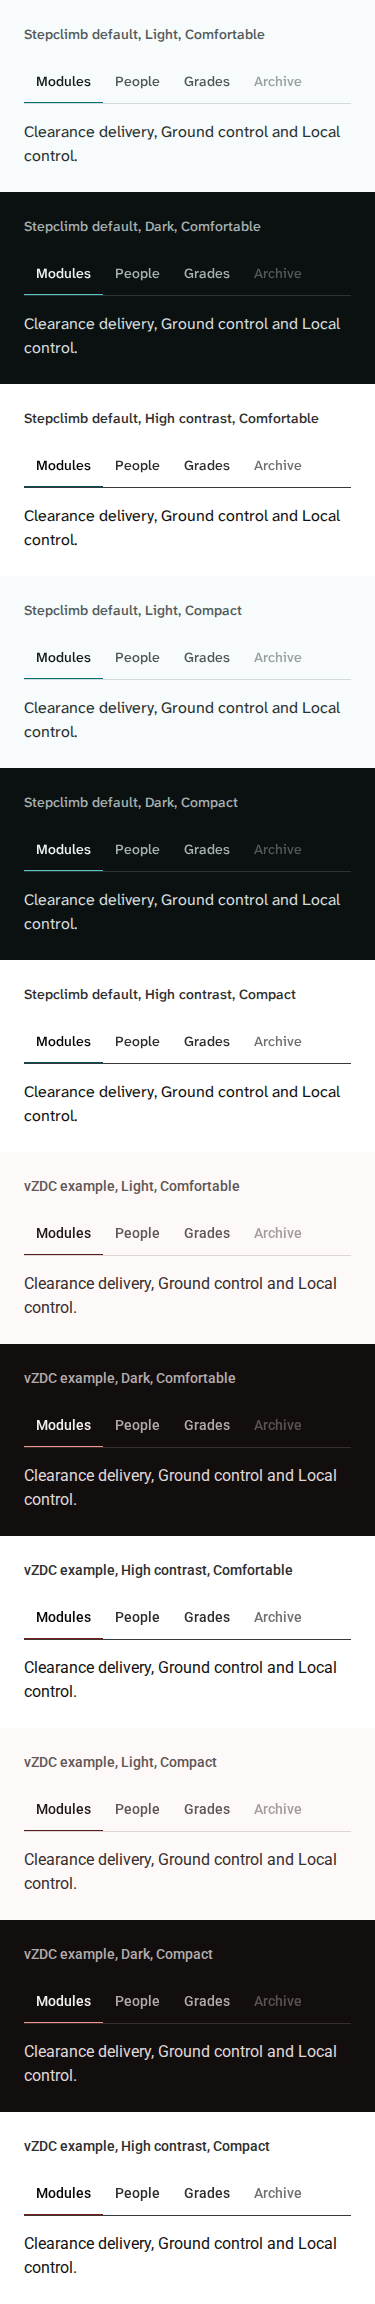 Stepclimb default, Light, Comfortable
Modules People Grades Archive
Clearance delivery, Ground control and Local
control.
Stepclimb default, Dark, Comfortable
Modules People Grades Archive
Clearance delivery, Ground control and Local
control.
Stepclimb default, High contrast, Comfortable
Modules People Grades Archive
Clearance delivery, Ground control and Local
control.
Stepclimb default, Light, Compact
Modules People Grades Archive
Clearance delivery, Ground control and Local
control.
Stepclimb default, Dark, Compact
Modules People Grades Archive
Clearance delivery, Ground control and Local
control.
Stepclimb default, High contrast, Compact
Modules People Grades Archive
Clearance delivery, Ground control and Local
control.
vZDC example, Light, Comfortable
Modules People Grades Archive
Clearance delivery, Ground control and Local
control.
vZDC example, Dark, Comfortable
Modules People Grades Archive
Clearance delivery, Ground control and Local
control.
vZDC example, High contrast, Comfortable
Modules People Grades Archive
Clearance delivery, Ground control and Local
control.
vZDC example, Light, Compact
Modules People Grades Archive
Clearance delivery, Ground control and Local
control.
vZDC example, Dark, Compact
Modules People Grades Archive
Clearance delivery, Ground control and Local
control.
vZDC example, High contrast, Compact
Modules People Grades Archive
Clearance delivery, Ground control and Local
control.